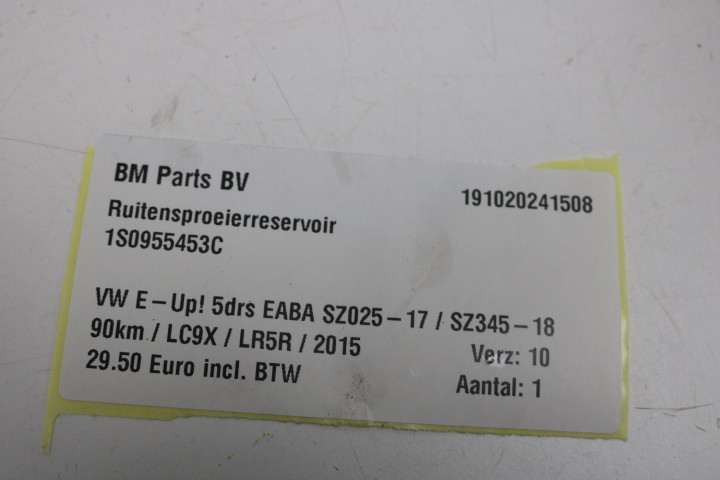 BM Parts BV
191020241508
Ruitensproeierreservoir
1S0955453C
VW E-Up! 5drs EABA SZ025-17 / SZ345-18
90km / LC9X / LR5R / 2015
Verz: 10
29.50 Euro incl. BTW
Aantal: 1